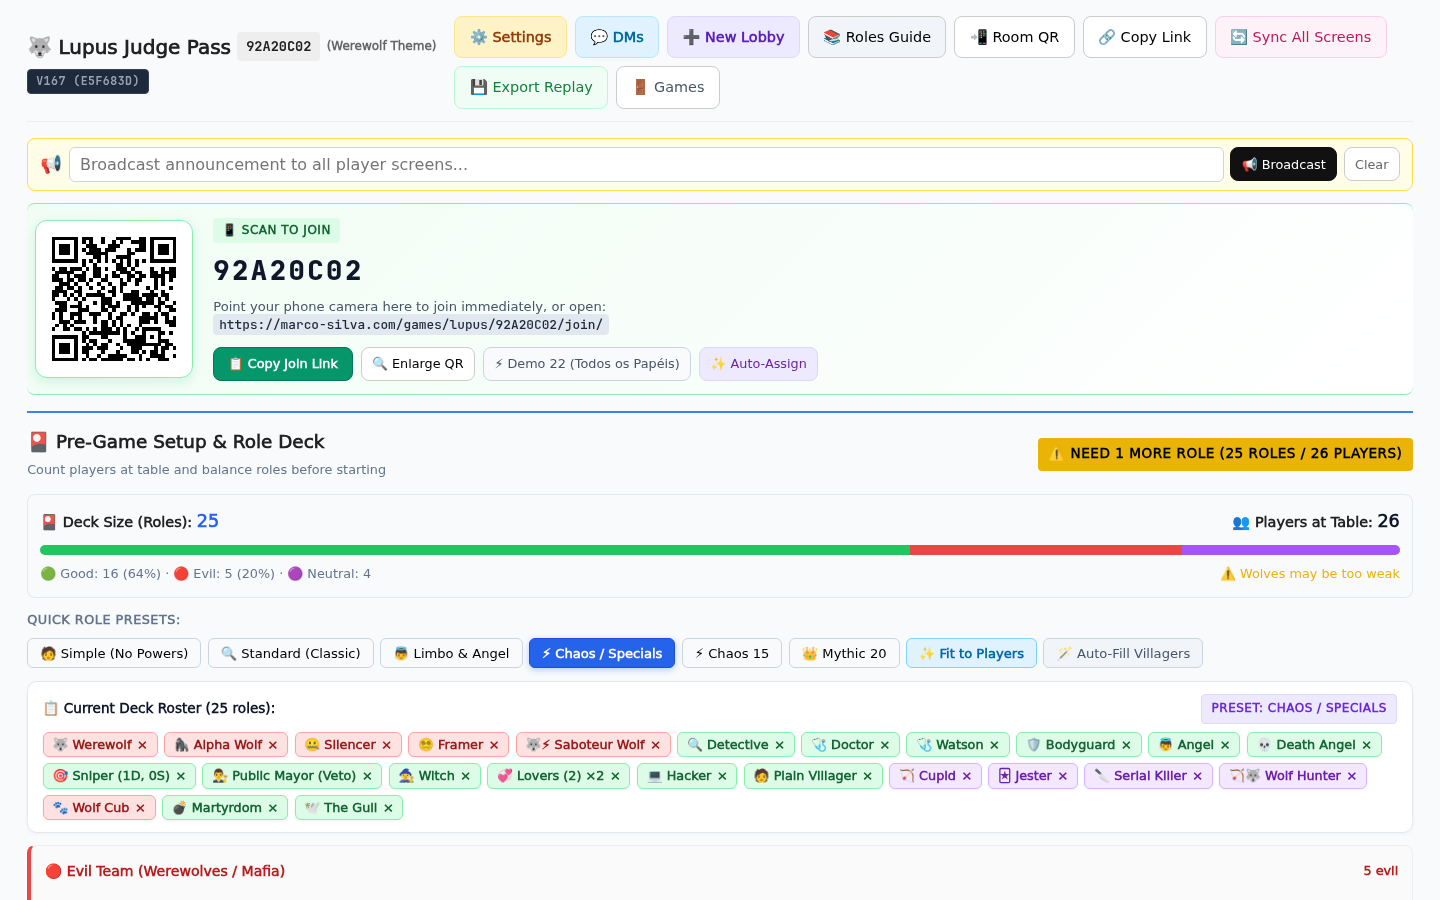 🐺 Lupus Judge Pass 92A20C02 (Werewolf Theme)
V167 (E5F683D)
⚙️ Settings 💬 DMs ➕ New Lobby 📚 Roles Guide 📲 Room QR 🔗 Copy Link 🔄 Sync All Screens
💾 Export Replay 🚪 Games
📢 Broadcast announcement to all player screens... 📢 Broadcast Clear
📱 SCAN TO JOIN
92A20C02
Point your phone camera here to join immediately, or open:
https://marco-silva.com/games/lupus/92A20C02/join/
📋 Copy Join Link 🔍 Enlarge QR ⚡ Demo 22 (Todos os Papéis) ✨ Auto-Assign
🎴 Pre-Game Setup & Role Deck
Count players at table and balance roles before starting
⚠️ NEED 1 MORE ROLE (25 ROLES / 26 PLAYERS)
🎴 Deck Size (Roles): 25 👥 Players at Table: 26
🟢 Good: 16 (64%) · 🔴 Evil: 5 (20%) · 🟣 Neutral: 4 ⚠️ Wolves may be too weak
QUICK ROLE PRESETS:
🧑 Simple (No Powers) 🔍 Standard (Classic) 👼 Limbo & Angel ⚡ Chaos / Specials ⚡ Chaos 15 👑 Mythic 20 ✨ Fit to Players 🪄 Auto-Fill Villagers
📋 Current Deck Roster (25 roles): PRESET: CHAOS / SPECIALS
🐺 Werewolf × 🦍 Alpha Wolf × 🤐 Silencer × 😵 Framer × 🐺⚡ Saboteur Wolf × 🔍 Detective × 🩺 Doctor × 🩺 Watson × 🛡️ Bodyguard × 👼 Angel × 💀 Death Angel ×
🎯 Sniper (1D, 0S) × 👨‍⚖️ Public Mayor (Veto) × 🧙 Witch × 💞 Lovers (2) ×2 × 💻 Hacker × 🧑 Plain Villager × 🏹 Cupid × 🃏 Jester × 🔪 Serial Killer × 🏹🐺 Wolf Hunter ×
🐾 Wolf Cub × 💣 Martyrdom × 🕊️ The Gull ×
🔴 Evil Team (Werewolves / Mafia) 5 evil